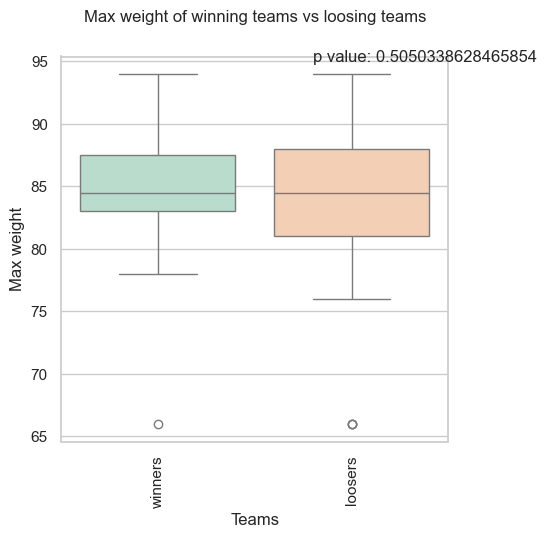 Max weight of winning teams vs loosing teams
p value: 0.5050338628465854
95
90
85
80
75
70
65
Max weight
winners
loosers
Teams